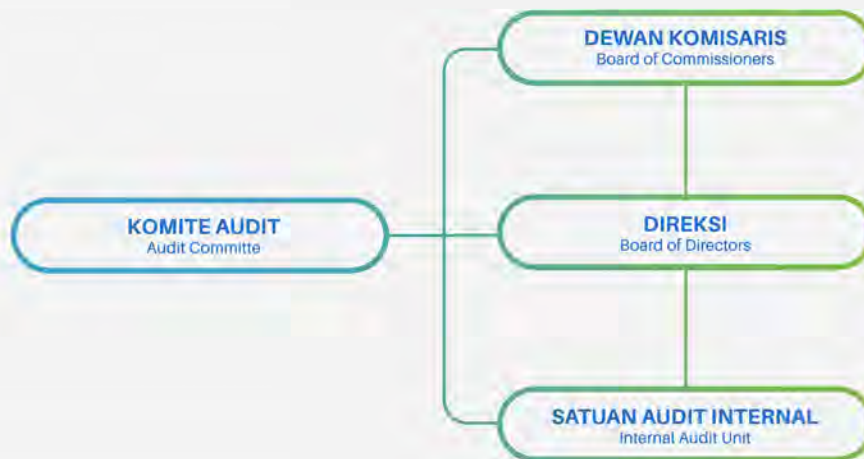 DEWAN KOMISARIS
Board of Commissioners
KOMITE AUDIT
Audit Committe
DIREKSI
Board of Directors
SATUAN AUDIT INTERNAL
Internal Audit Unit